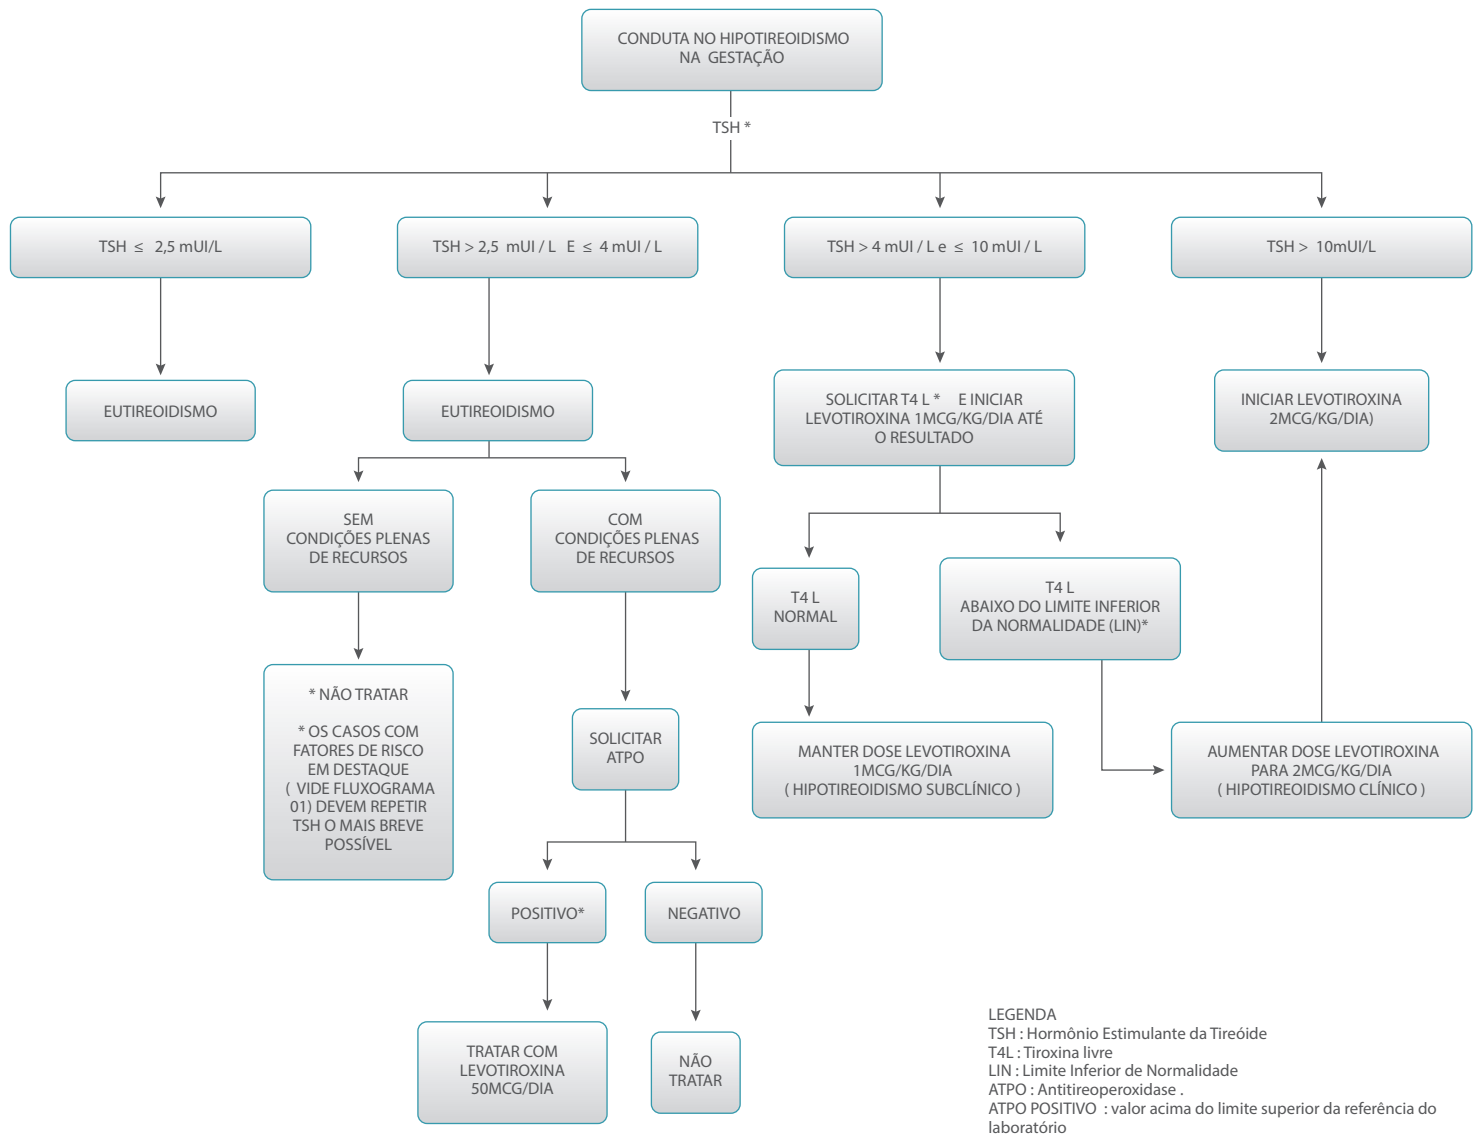 CONDUTA NO HIPOTIREOIDISMO
NA GESTAÇÃO
TSH *
TSH ≤ 2,5 mUI/L
TSH > 2,5 mUI / L E ≤ 4 mUI / L
TSH > 4 mUI / L e ≤ 10 mUI / L
TSH > 10mUI/L
EUTIREOIDISMO
EUTIREOIDISMO
SOLICITAR T4 L * E INICIAR
LEVOTIROXINA 1MCG/KG/DIA ATÉ
O RESULTADO
INICIAR LEVOTIROXINA
2MCG/KG/DIA)
SEM
CONDIÇÕES PLENAS
DE RECURSOS
COM
CONDIÇÕES PLENAS
DE RECURSOS
T4 L
NORMAL
T4 L
ABAIXO DO LIMITE INFERIOR
DA NORMALIDADE (LIN)*
* NÃO TRATAR
* OS CASOS COM
FATORES DE RISCO
EM DESTAQUE
( VIDE FLUXOGRAMA
01) DEVEM REPETIR
TSH O MAIS BREVE
POSSÍVEL
SOLICITAR
ATPO
MANTER DOSE LEVOTIROXINA
1MCG/KG/DIA
( HIPOTIREOIDISMO SUBCLÍNICO )
AUMENTAR DOSE LEVOTIROXINA
PARA 2MCG/KG/DIA
( HIPOTIREOIDISMO CLÍNICO )
POSITIVO*
NEGATIVO
TRATAR COM
LEVOTIROXINA
50MCG/DIA
NÃO
TRATAR
LEGENDA
TSH : Hormônio Estimulante da Tireóide
T4L : Tiroxina livre
LIN : Limite Inferior de Normalidade
ATPO : Antitireoperoxidase .
ATPO POSITIVO : valor acima do limite superior da referência do
laboratório